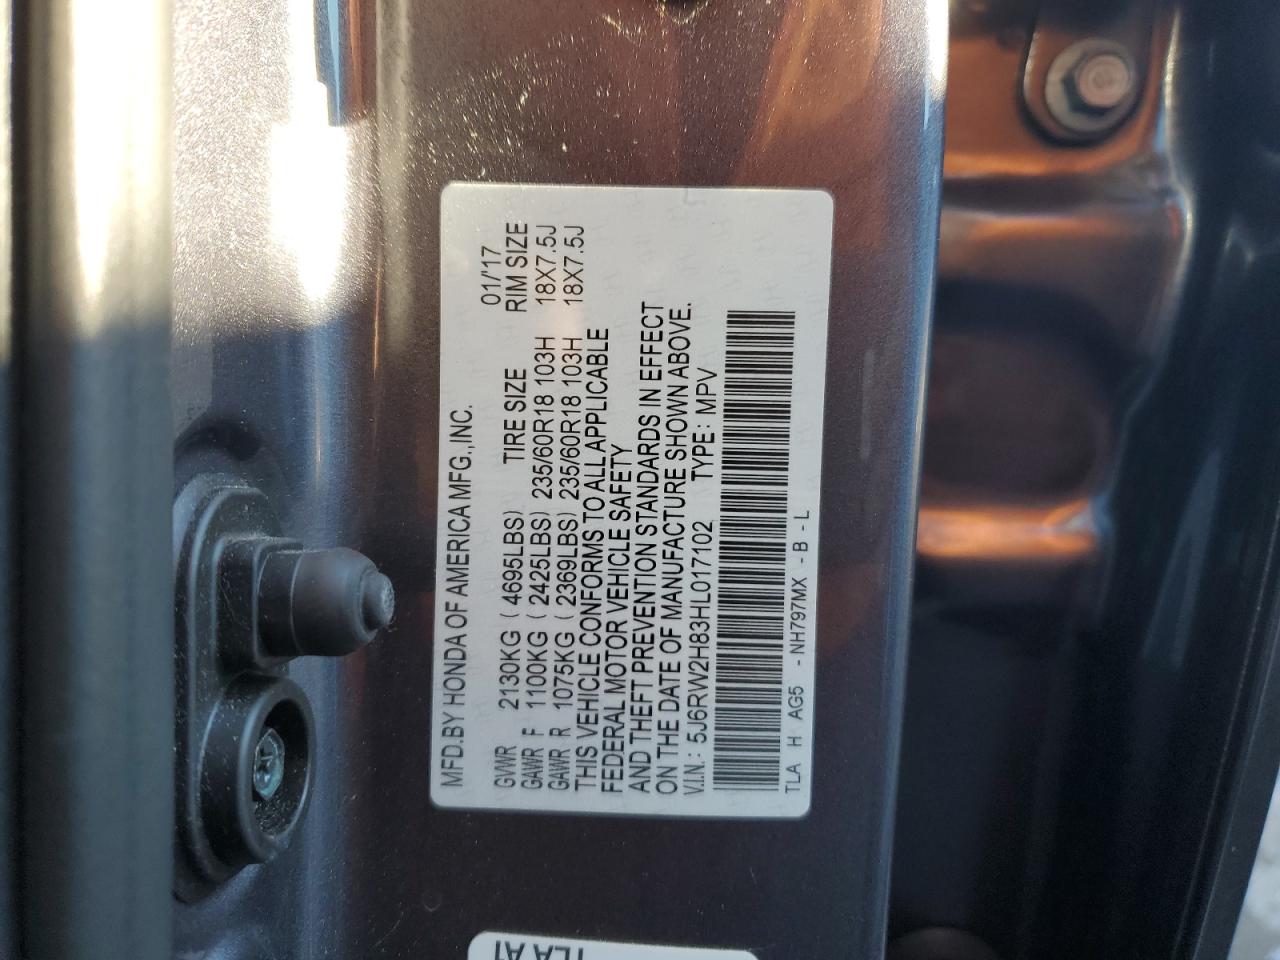 MFD. BY HONDA OF AMERICA MFG., INC. 01/'17
GVWR 2130KG ( 4695LBS) TIRE SIZE RIM SIZE
GAWR F 1100KG ( 2425LBS) 235/60R18 103H 18X7.5J
GAWR R 1075KG ( 2369LBS) 235/60R18 103H 18X7.5J
THIS VEHICLE CONFORMS TO ALL APPLICABLE
FEDERAL MOTOR VEHICLE SAFETY
AND THEFT PREVENTION STANDARDS IN EFFECT
ON THE DATE OF MANUFACTURE SHOWN ABOVE.
V.I.N.: 5J6RW2H83HL017102 TYPE: MPV
TLA H AG5 - NH797MX - B - L